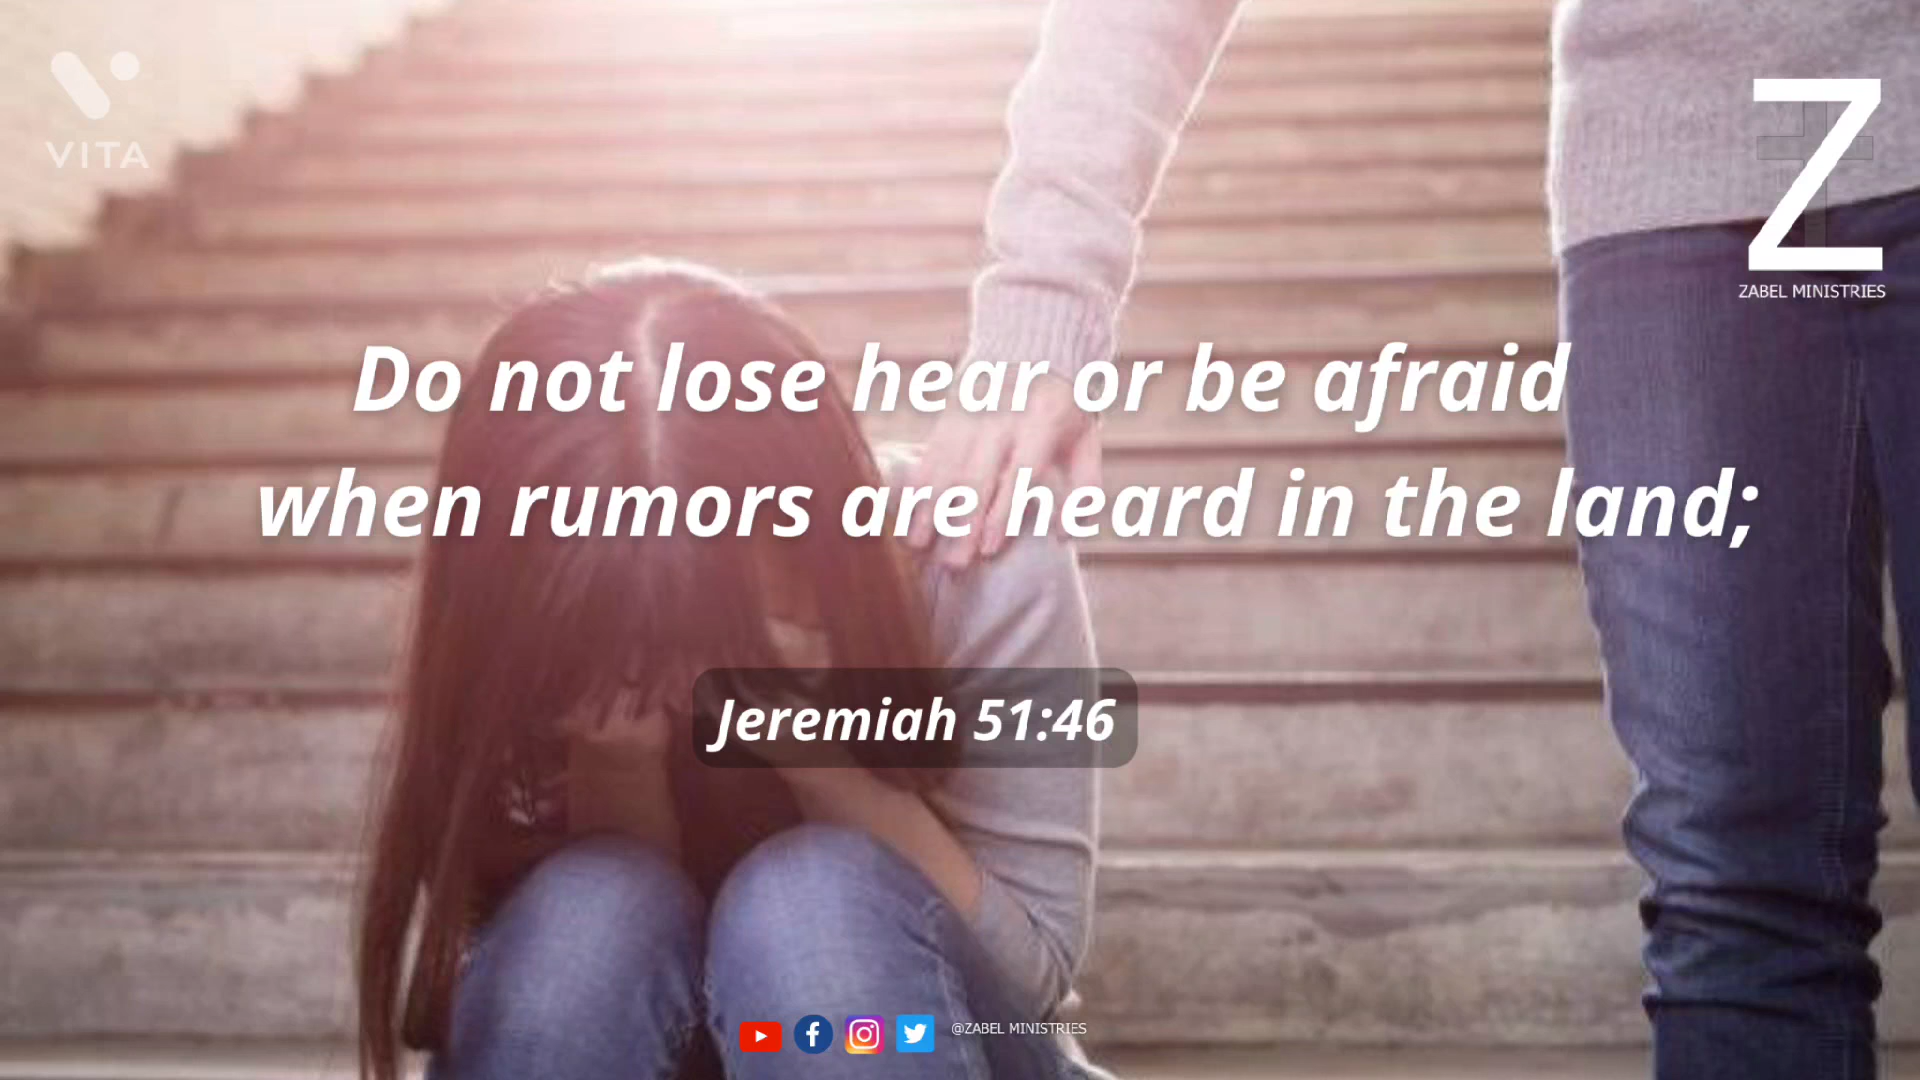 VITA
Z
ZABEL MINISTRIES
Do not lose hear or be afraid
when rumors are heard in the land;
Jeremiah 51:46
@ZABEL MINISTRIES